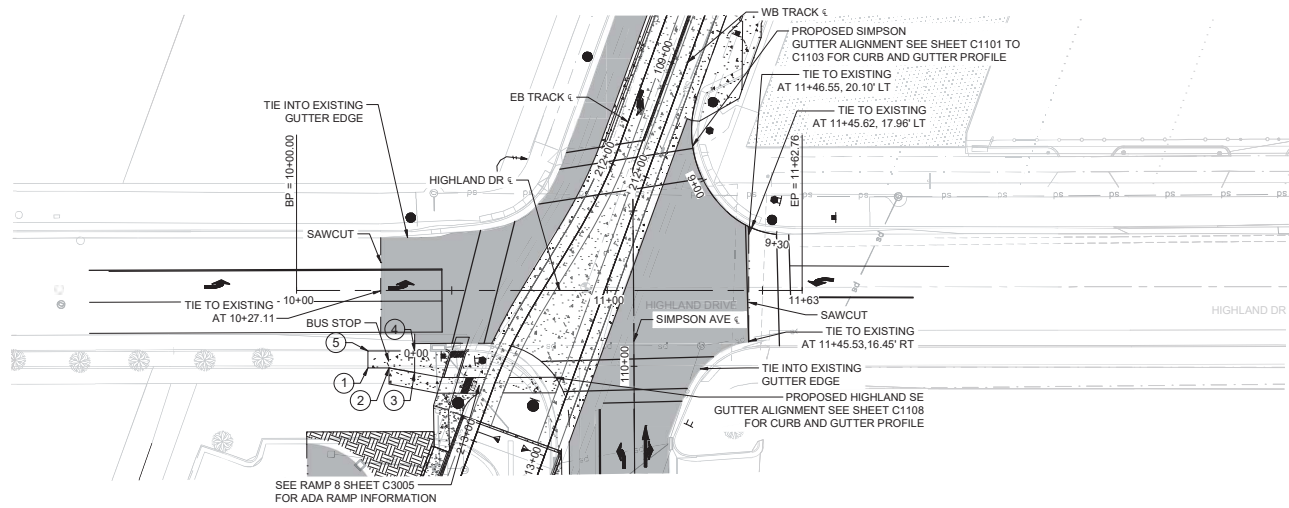 WB TRACK ℄
PROPOSED SIMPSON
GUTTER ALIGNMENT SEE SHEET C1101 TO
C1103 FOR CURB AND GUTTER PROFILE
TIE TO EXISTING
AT 11+46.55, 20.10' LT
TIE TO EXISTING
AT 11+45.62, 17.96' LT
109+00
EB TRACK ℄
TIE INTO EXISTING
GUTTER EDGE
BP = 10+00.00
HIGHLAND DR ℄
212+00
212+00
9+00
EP = 11+62.76
SAWCUT
9+30
10+00
11+00
11+63
TIE TO EXISTING
AT 10+27.11
HIGHLAND DRIVE
HIGHLAND DR
SAWCUT
BUS STOP
SIMPSON AVE ℄
4
5
0+00
TIE TO EXISTING
AT 11+45.53,16.45' RT
110+00
TIE INTO EXISTING
GUTTER EDGE
1
2
3
PROPOSED HIGHLAND SE
GUTTER ALIGNMENT SEE SHEET C1108
FOR CURB AND GUTTER PROFILE
213+00
13+00
SEE RAMP 8 SHEET C3005
FOR ADA RAMP INFORMATION